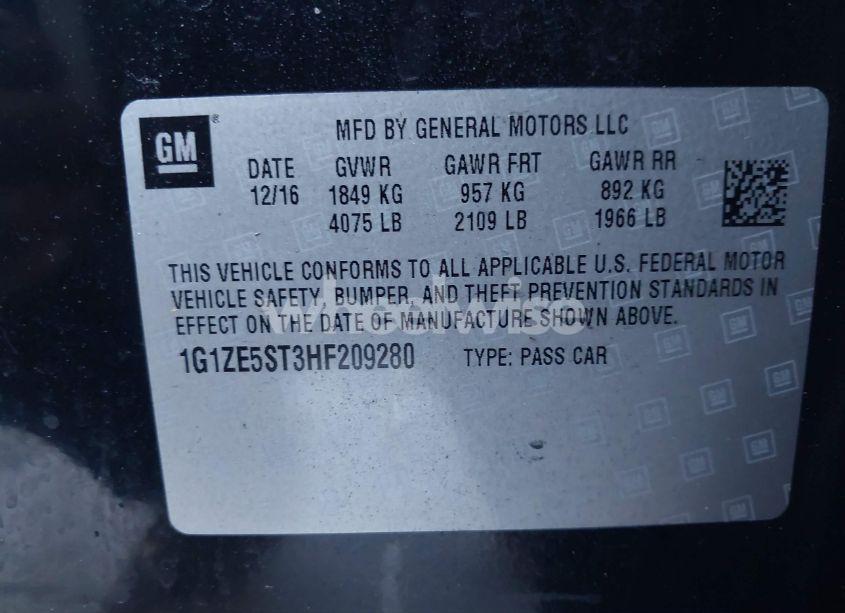 GM®
MFD BY GENERAL MOTORS LLC
DATE GVWR GAWR FRT GAWR RR
12/16 1849 KG 957 KG 892 KG
4075 LB 2109 LB 1966 LB
THIS VEHICLE CONFORMS TO ALL APPLICABLE U.S. FEDERAL MOTOR
VEHICLE SAFETY, BUMPER, AND THEFT PREVENTION STANDARDS IN
EFFECT ON THE DATE OF MANUFACTURE SHOWN ABOVE.
1G1ZE5ST3HF209280 TYPE: PASS CAR